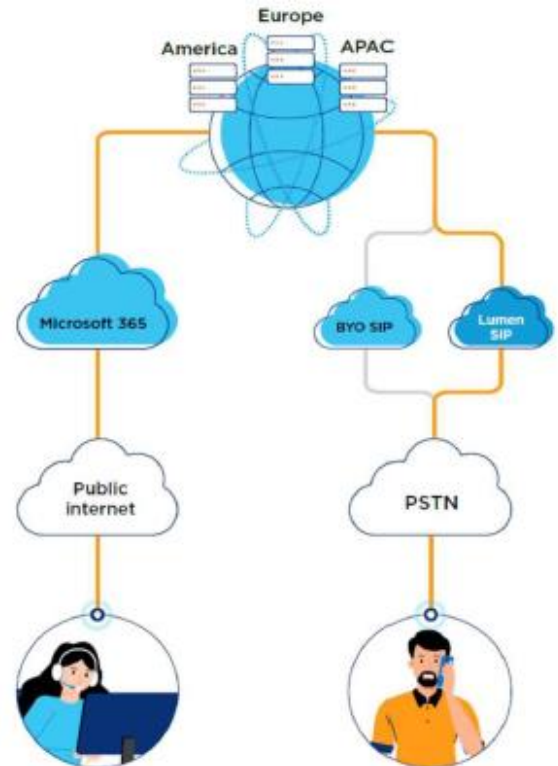 Europe
America
APAC
Microsoft 365
BYO SIP
Lumen
SIP
Public
internet
PSTN